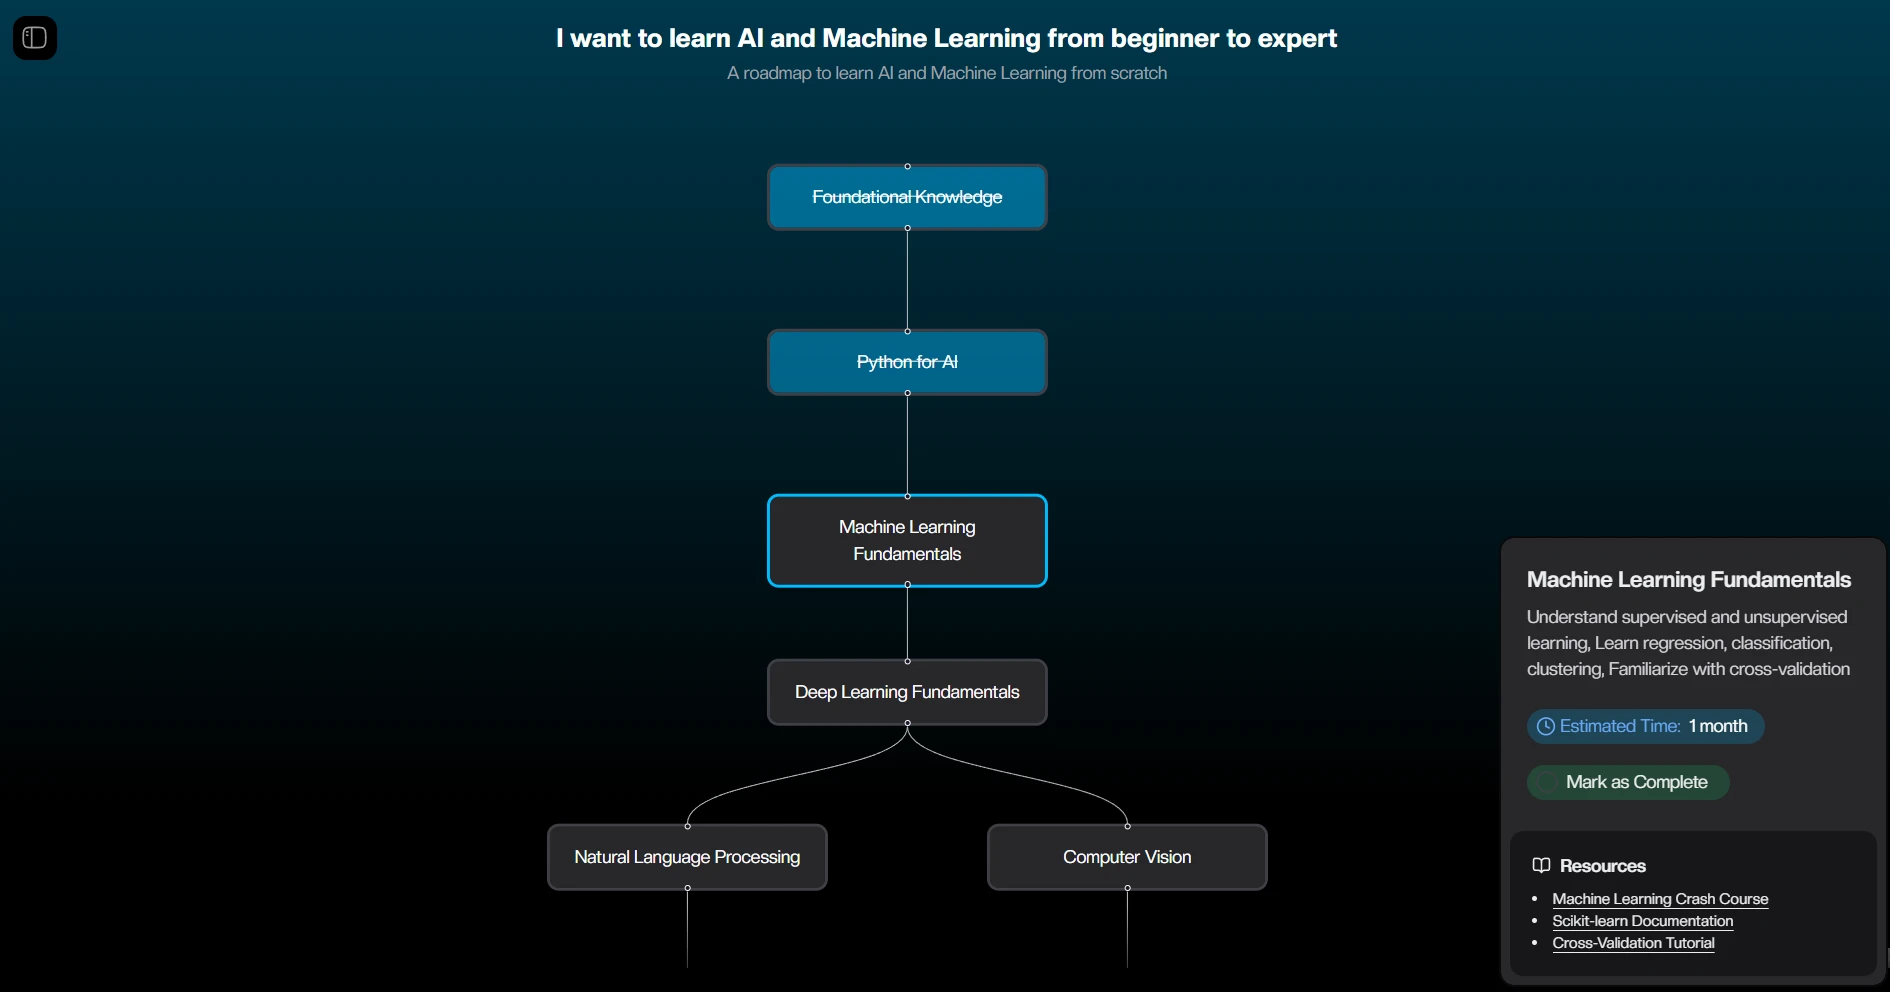 I want to learn AI and Machine Learning from beginner to expert
A roadmap to learn AI and Machine Learning from scratch
Foundational Knowledge
Python for AI
Machine Learning
Fundamentals
Deep Learning Fundamentals
Natural Language Processing
Computer Vision
Machine Learning Fundamentals
Understand supervised and unsupervised
learning, Learn regression, classification,
clustering, Familiarize with cross-validation
Estimated Time: 1 month
Mark as Complete
Resources
Machine Learning Crash Course
Scikit-learn Documentation
Cross-Validation Tutorial